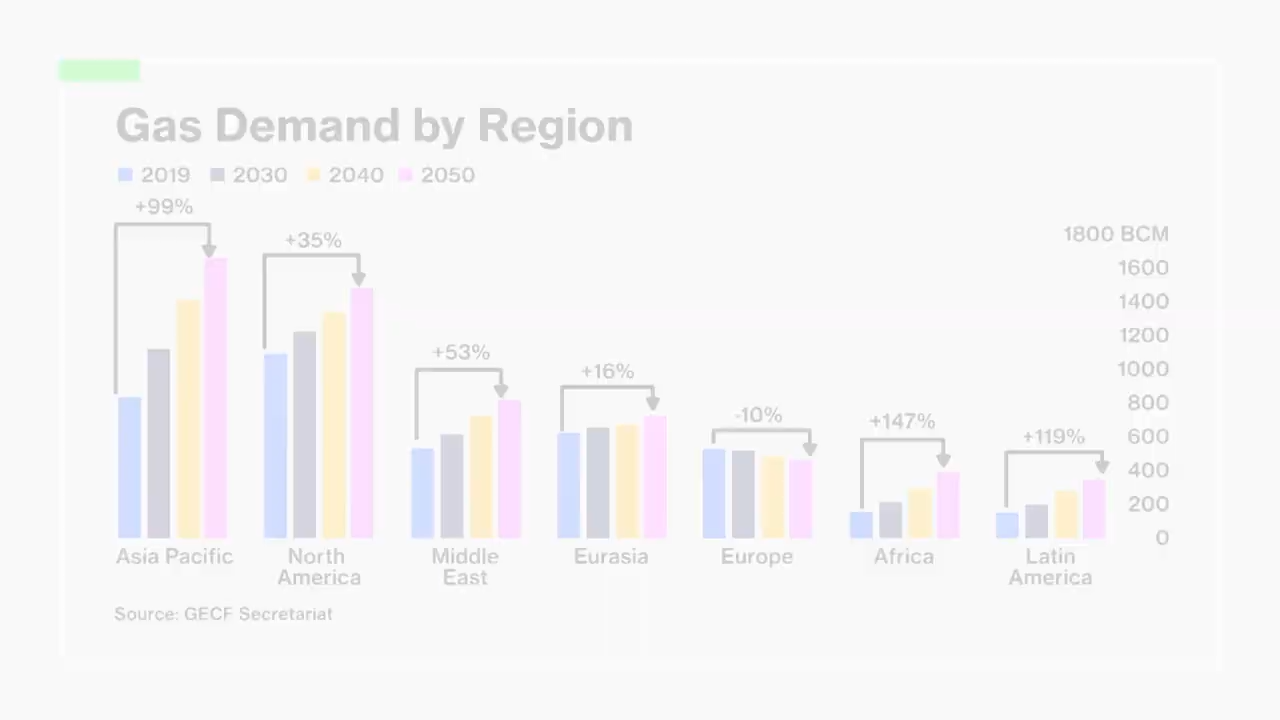 Gas Demand by Region
2019 2030 2040 2050
+99%
+35%
+53%
+16%
-10%
+147%
+119%
1800 BCM
1600
1400
1200
1000
800
600
400
200
0
Asia Pacific
North
America
Middle
East
Eurasia
Europe
Africa
Latin
America
Source: GECF Secretariat